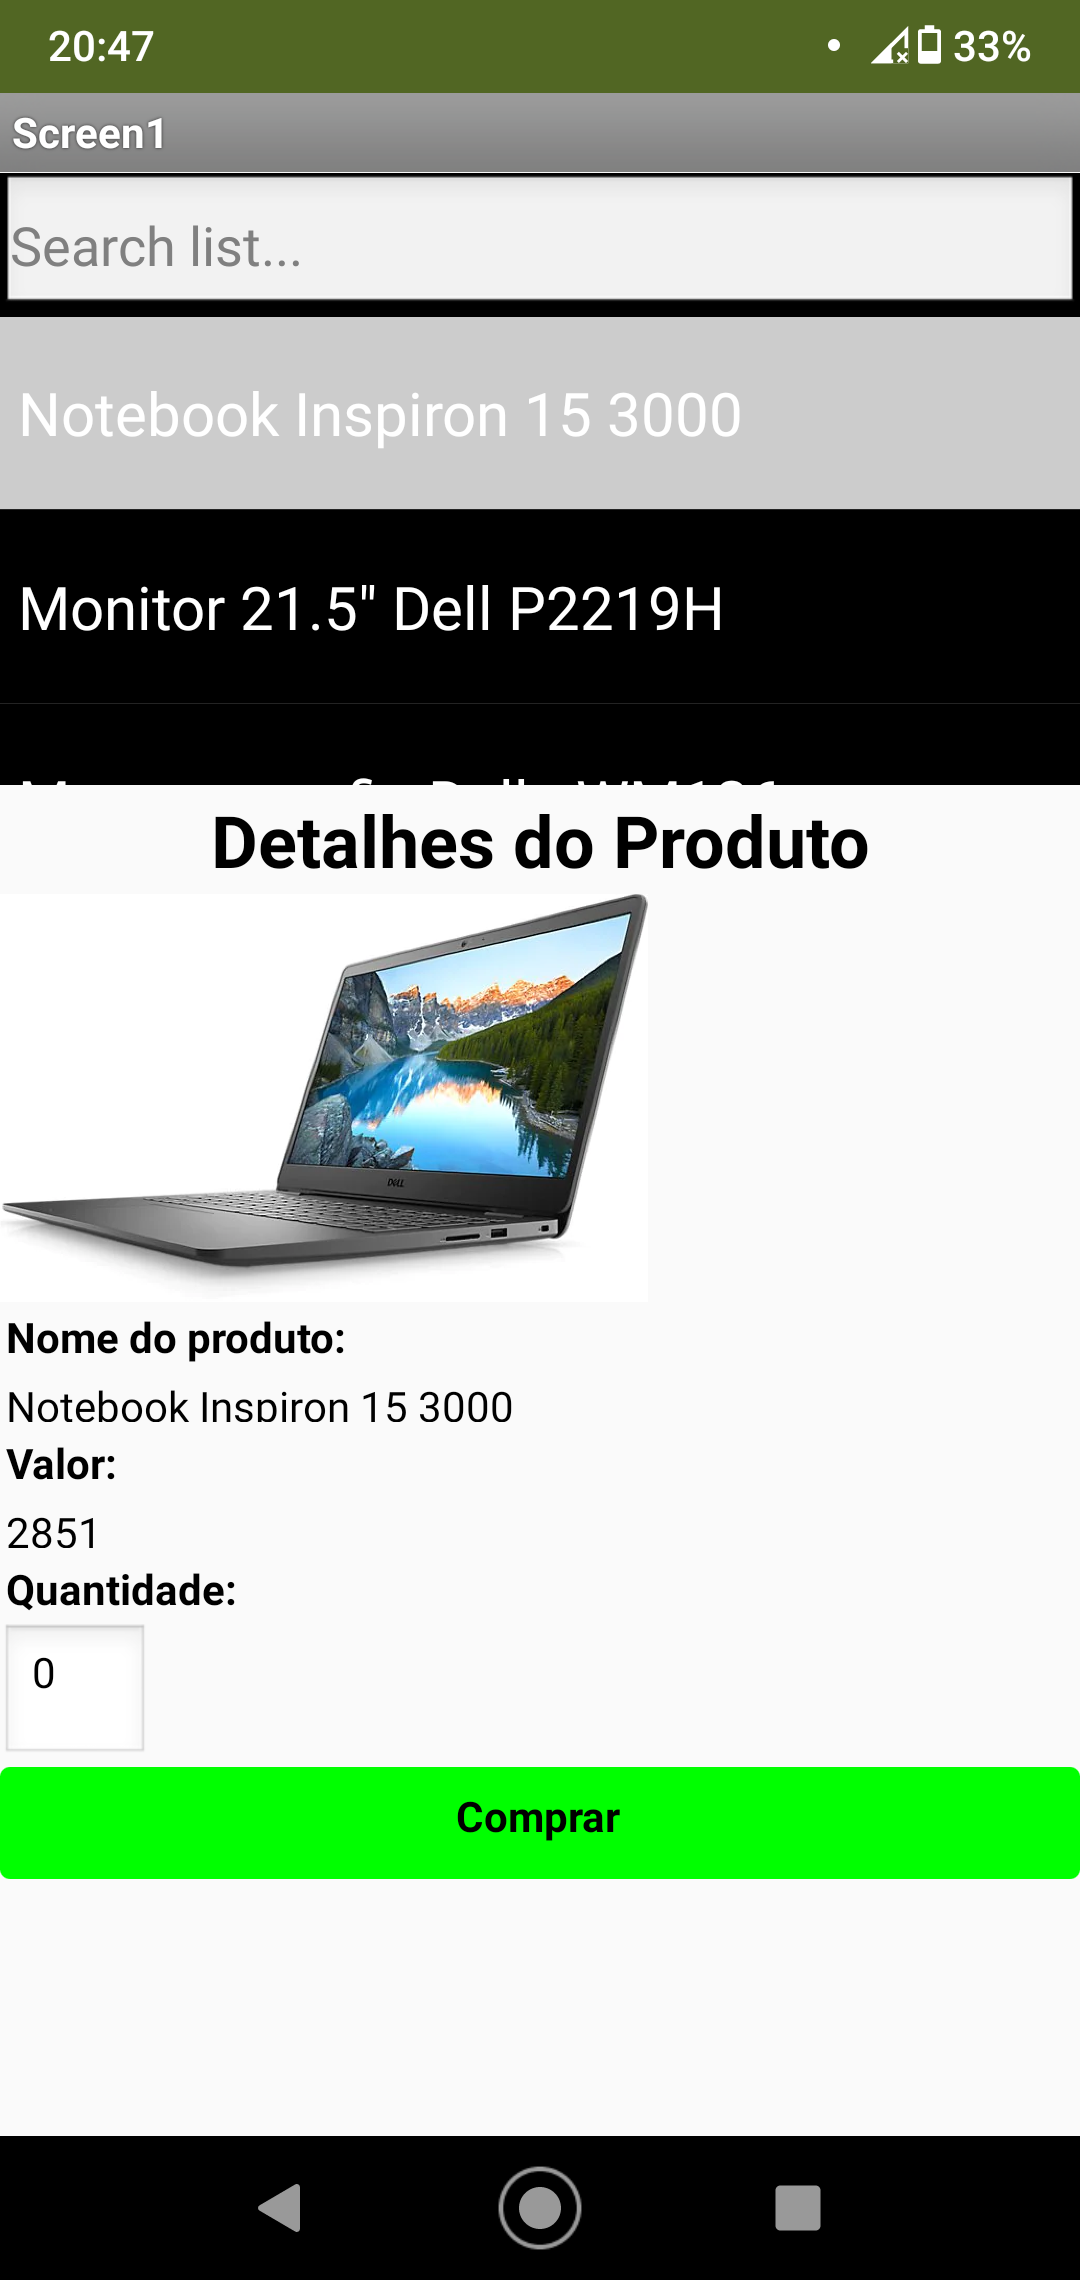 20:47
33%
Screen1
Search list...
Notebook Inspiron 15 3000
Monitor 21.5" Dell P2219H
Detalhes do Produto
DELL
Nome do produto:
Notebook Inspiron 15 3000
Valor:
2851
Quantidade:
0
Comprar